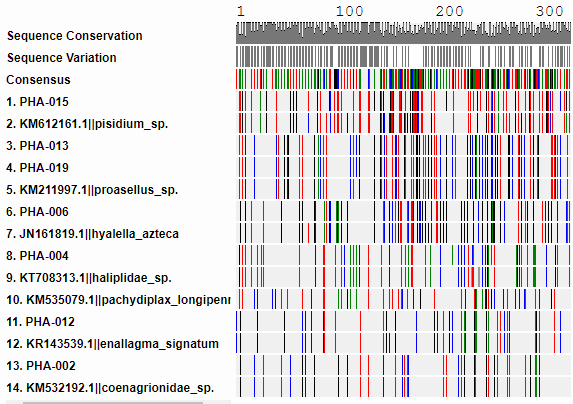 1 100 200 300
Sequence Conservation
Sequence Variation
Consensus
1. PHA-015
2. KM612161.1||pisidium_sp.
3. PHA-013
4. PHA-019
5. KM211997.1||proasellus_sp.
6. PHA-006
7. JN161819.1||hyalella_azteca
8. PHA-004
9. KT708313.1||haliplidae_sp.
10. KM535079.1||pachydiplax_longipenn
11. PHA-012
12. KR143539.1||enallagma_signatum
13. PHA-002
14. KM532192.1||coenagrionidae_sp.